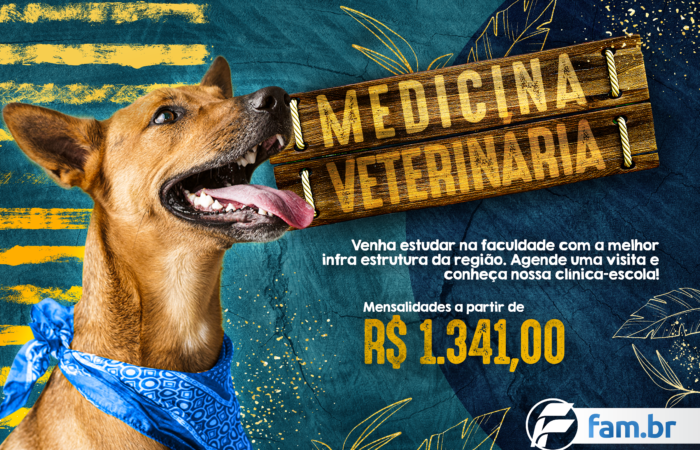 MEDICINA
VETERINÁRIA
Venha estudar na faculdade com a melhor
infra estrutura da região. Agende uma visita e
conheça nossa clínica-escola!
Mensalidades a partir de
R$ 1.341,00
fam.br